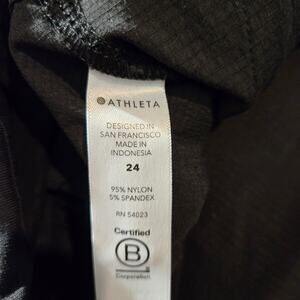 ATHLETA
DESIGNED IN
SAN FRANCISCO
MADE IN
INDONESIA
24
95% NYLON
5% SPANDEX
RN 54023
Certified
B
Corporation